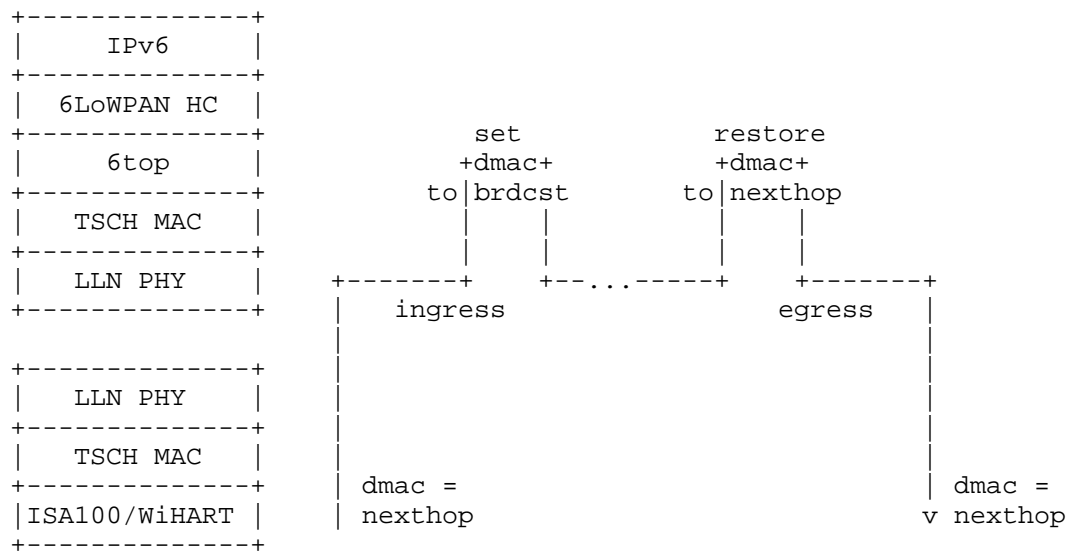 +--------------+
|     IPv6     |
+--------------+
|  6LoWPAN HC  |
+--------------+             set            restore
|     6top     |            +dmac+          +dmac+
+--------------+          to|brdcst       to|nexthop
|   TSCH MAC   |            |    |          |    |
+--------------+            |    |          |    |
|   LLN PHY    |    +-------+    +--...-----+    +-------+
+--------------+    |   ingress                 egress   |
                    |                                    |
+--------------+    |                                    |
|   LLN PHY    |    |                                    |
+--------------+    |                                    |
|   TSCH MAC   |    |                                    |
+--------------+    | dmac =                             | dmac =
|ISA100/WiHART |    | nexthop                            v nexthop
+--------------+